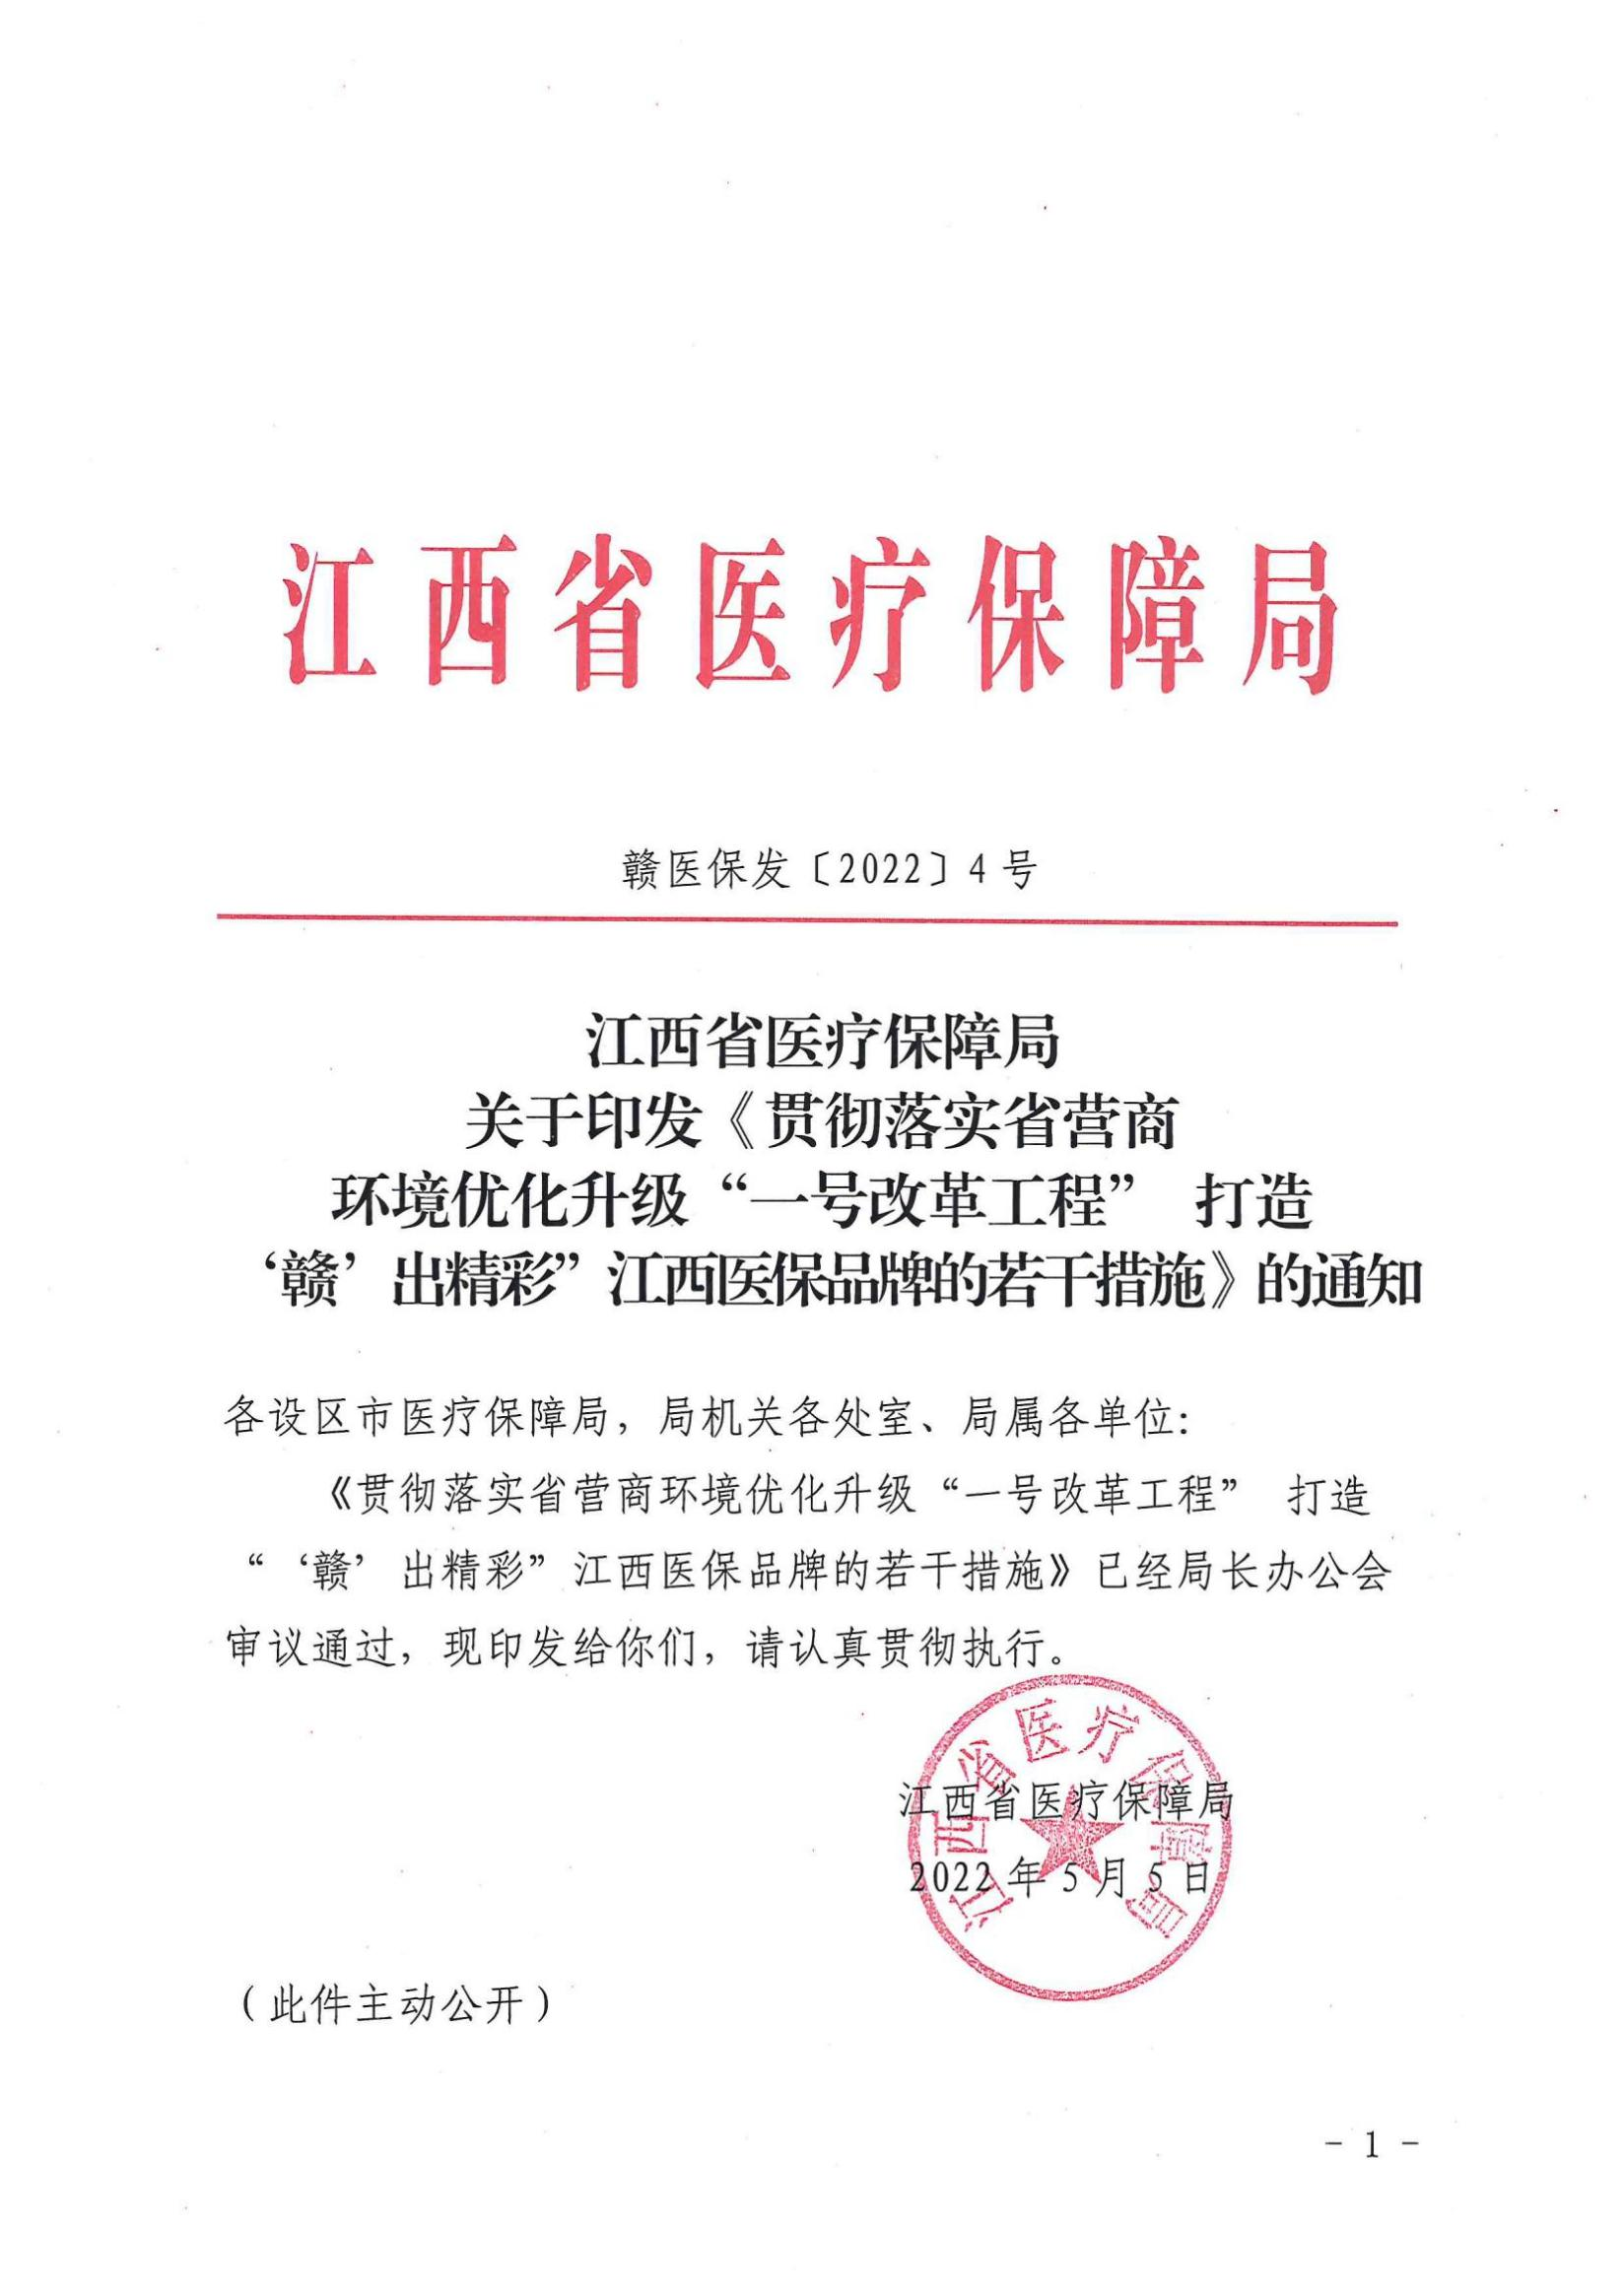 江西省医疗保障局
赣医保发〔2022〕4号
江西省医疗保障局
关于印发《贯彻落实省营商
环境优化升级“一号改革工程” 打造
‘赣’出精彩”江西医保品牌的若干措施》的通知
各设区市医疗保障局，局机关各处室、局属各单位：
《贯彻落实省营商环境优化升级“一号改革工程” 打造
“‘赣’出精彩”江西医保品牌的若干措施》已经局长办公会
审议通过，现印发给你们，请认真贯彻执行。
江西省医疗保障局
江西省医疗保障局
2022年5月5日
（此件主动公开）
- 1 -